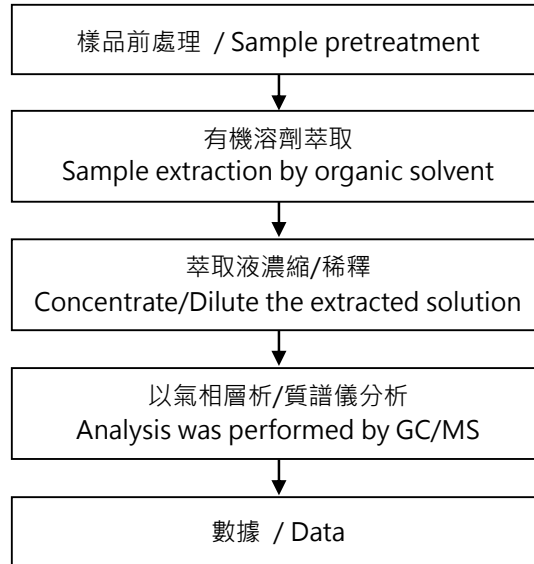 樣品前處理 / Sample pretreatment
有機溶劑萃取
Sample extraction by organic solvent
萃取液濃縮/稀釋
Concentrate/Dilute the extracted solution
以氣相層析/質譜儀分析
Analysis was performed by GC/MS
數據 / Data